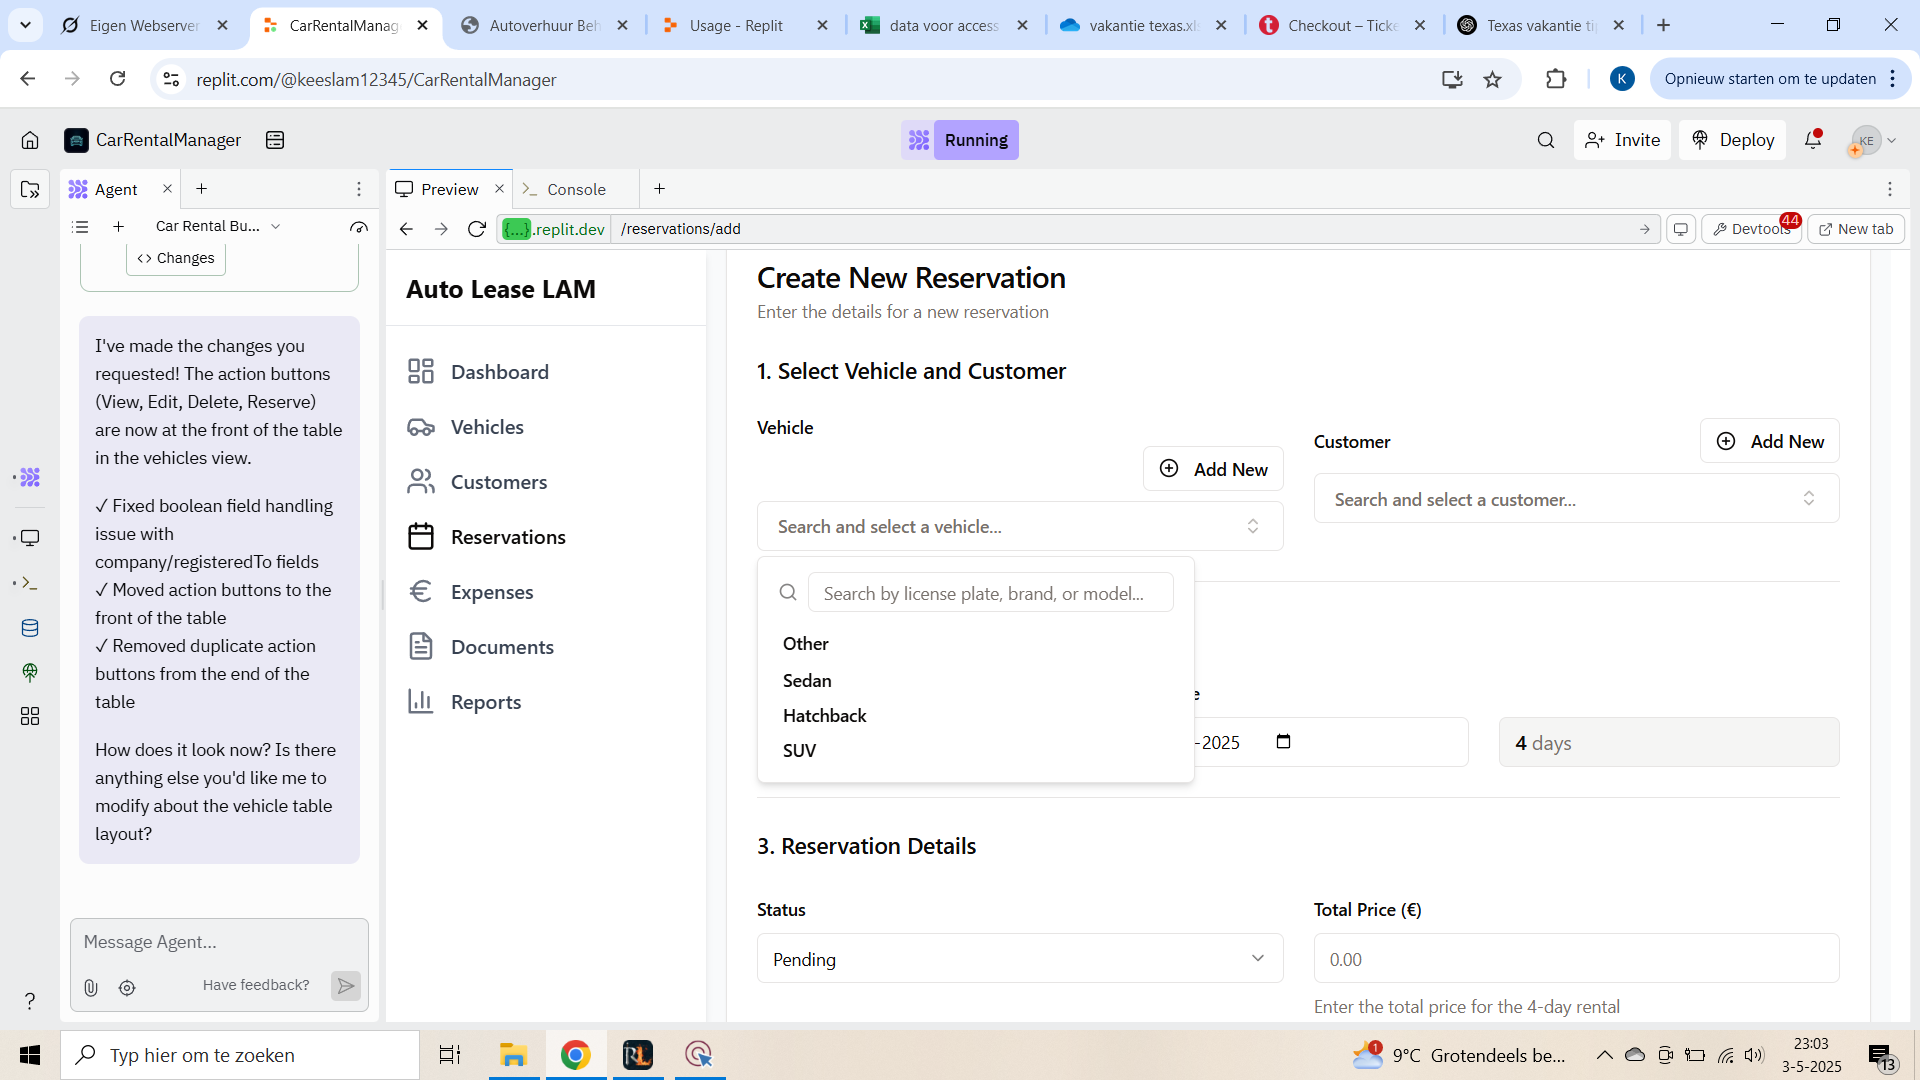 Eigen Webserver
CarRentalManag
Autoverhuur Beh
Usage - Replit
data voor access
vakantie texas.xls
Checkout – Ticke
Texas vakantie ti
replit.com/@keeslam12345/CarRentalManager
K
Opnieuw starten om te updaten
CarRentalManager
Running
Invite
Deploy
KE
Agent
Preview
Console
Car Rental Bu...
{...}.replit.dev
/reservations/add
Devtools
44
New tab
<> Changes
I've made the changes you
requested! The action buttons
(View, Edit, Delete, Reserve)
are now at the front of the table
in the vehicles view.
✓ Fixed boolean field handling
issue with
company/registeredTo fields
✓ Moved action buttons to the
front of the table
✓ Removed duplicate action
buttons from the end of the
table
How does it look now? Is there
anything else you'd like me to
modify about the vehicle table
layout?
Message Agent...
Have feedback?
?
Auto Lease LAM
Dashboard
Vehicles
Customers
Reservations
Expenses
Documents
Reports
Create New Reservation
Enter the details for a new reservation
1. Select Vehicle and Customer
Vehicle
Add New
Search and select a vehicle...
Customer
Add New
Search and select a customer...
Search by license plate, brand, or model...
Other
Sedan
Hatchback
SUV
e
-2025
4 days
3. Reservation Details
Status
Pending
Total Price (€)
0.00
Enter the total price for the 4-day rental
Typ hier om te zoeken
RL
1
9°C Grotendeels be...
23:03
3-5-2025
13